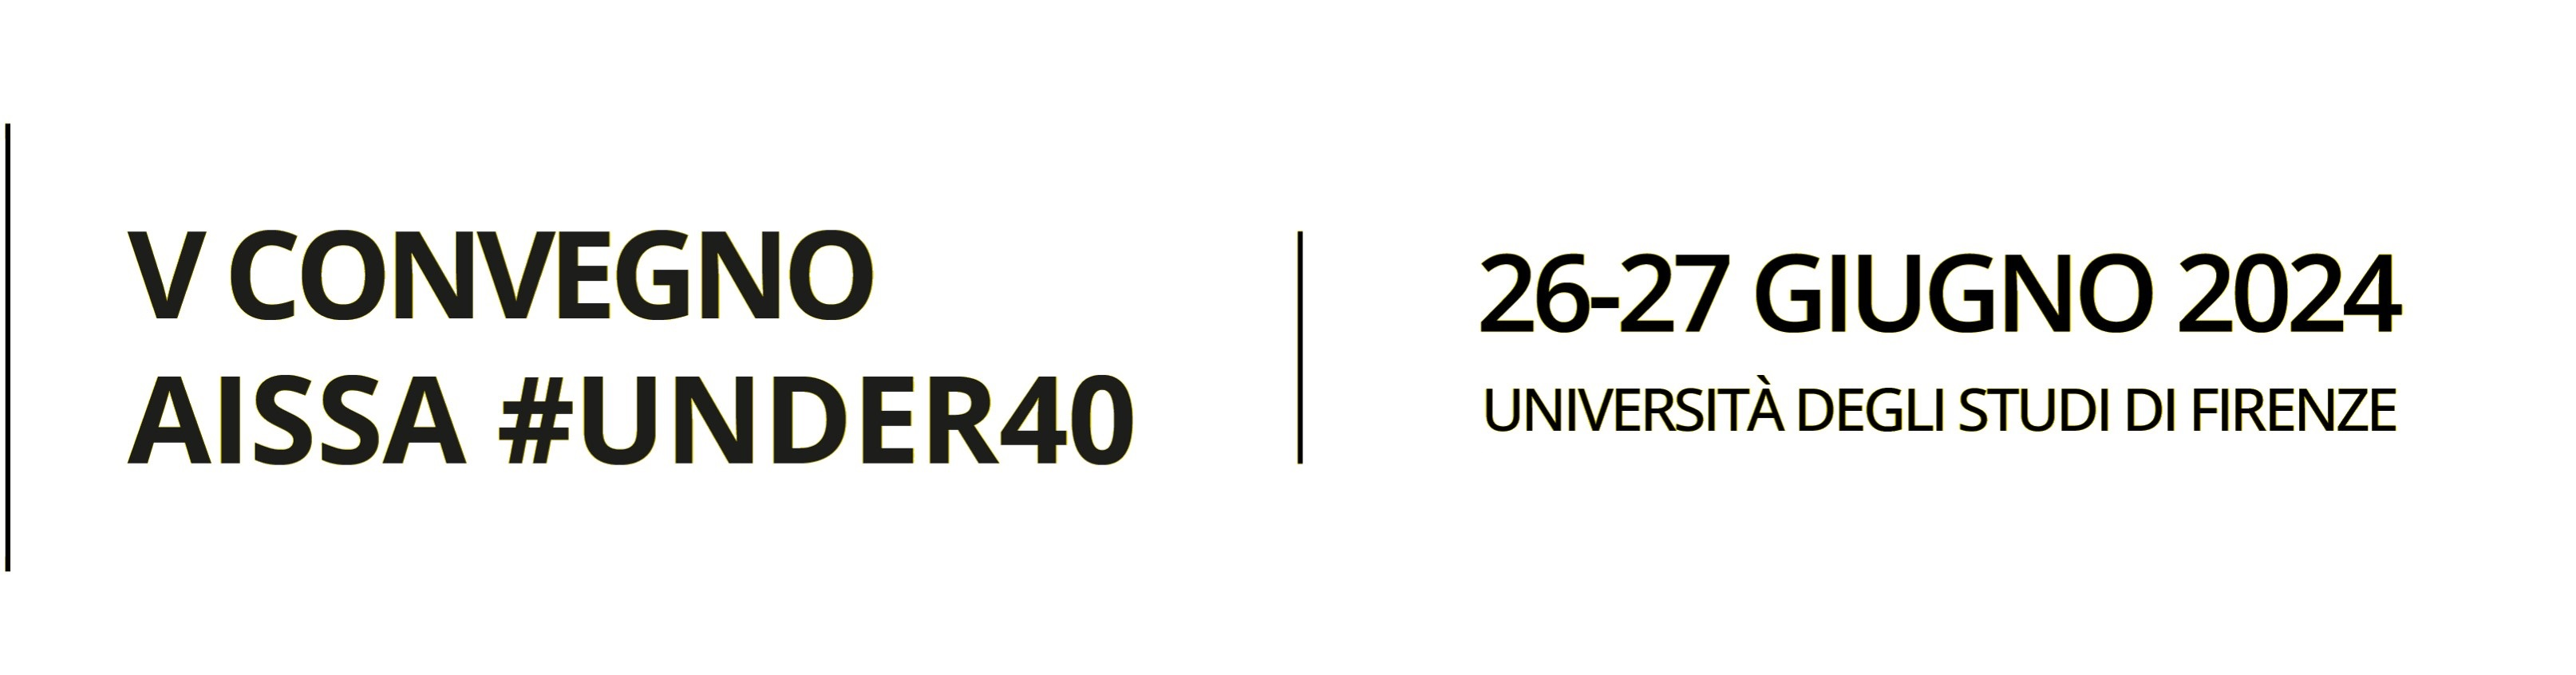 V CONVEGNO
AISSA #UNDER40
26-27 GIUGNO 2024
UNIVERSITÀ DEGLI STUDI DI FIRENZE